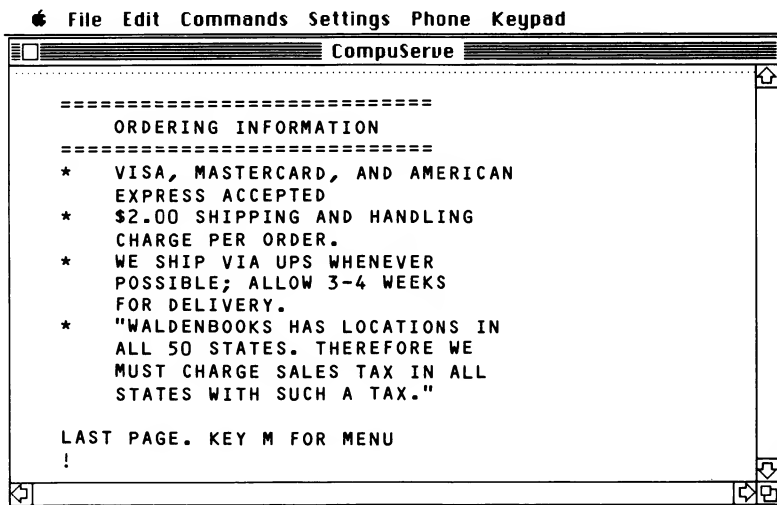 File Edit Commands Settings Phone Keypad
CompuServe
============================
ORDERING INFORMATION
============================
* VISA, MASTERCARD, AND AMERICAN
EXPRESS ACCEPTED
* $2.00 SHIPPING AND HANDLING
CHARGE PER ORDER.
* WE SHIP VIA UPS WHENEVER
POSSIBLE; ALLOW 3-4 WEEKS
FOR DELIVERY.
* "WALDENBOOKS HAS LOCATIONS IN
ALL 50 STATES. THEREFORE WE
MUST CHARGE SALES TAX IN ALL
STATES WITH SUCH A TAX."
LAST PAGE. KEY M FOR MENU
!